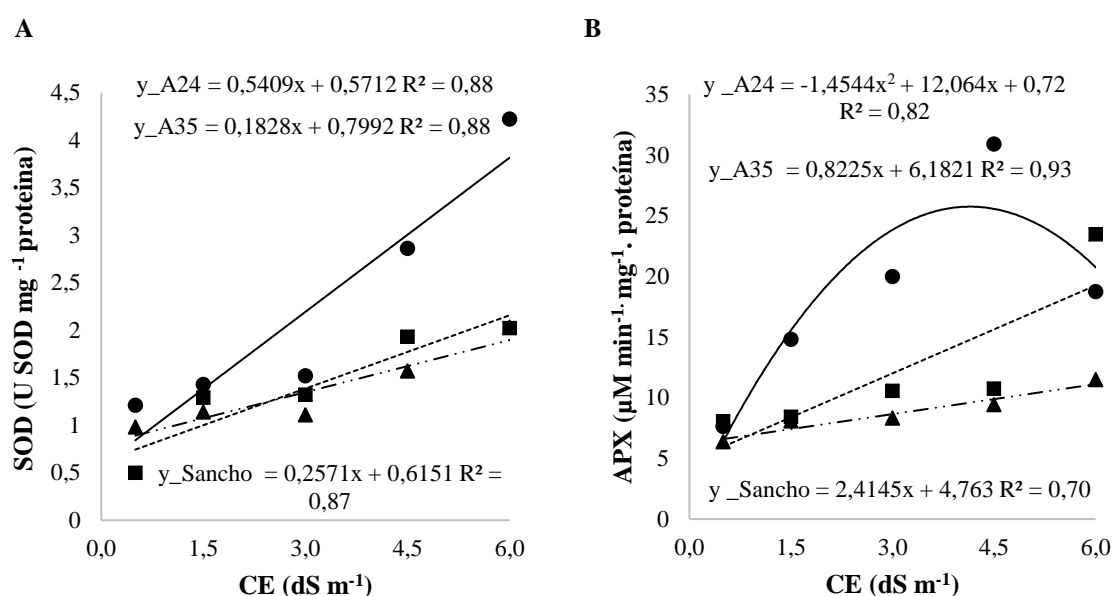 A
y_A24 = 0,5409x + 0,5712 R² = 0,88
y_A35 = 0,1828x + 0,7992 R² = 0,88
4,5
4
3,5
3
2,5
2
1,5
1
0,5
0
SOD (U SOD mg ⁻¹ proteina)
y_Sancho = 0,2571x + 0,6151 R² =
0,87
0,0 1,5 3,0 4,5 6,0
CE (dS m⁻¹)
B
y _A24 = -1,4544x² + 12,064x + 0,72
R² = 0,82
y_A35 = 0,8225x + 6,1821 R² = 0,93
35
30
25
20
15
10
5
0
APX (µM min⁻¹· mg⁻¹· proteína)
y _Sancho = 2,4145x + 4,763 R² = 0,70
0,0 1,5 3,0 4,5 6,0
CE (dS m⁻¹)